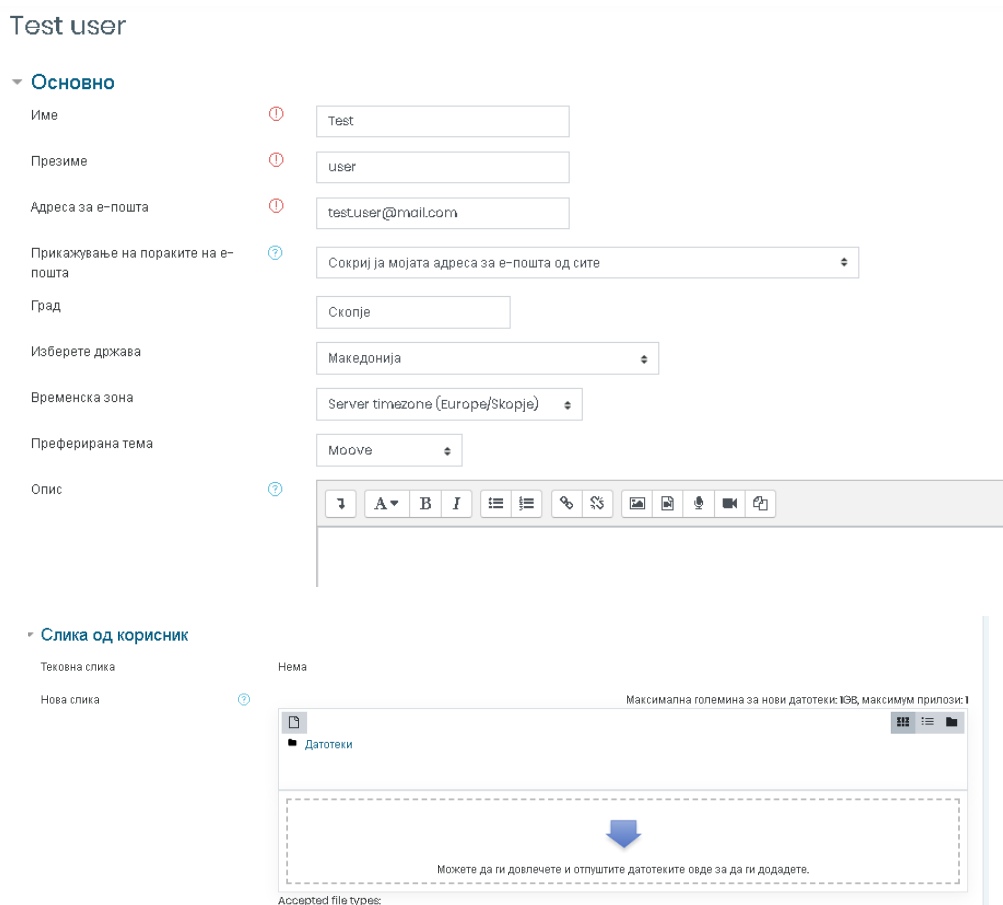 Test user
Основно
Име
Test
Презиме
user
Адреса за е-пошта
test.user@mail.com
Прикажување на пораките на е-
пошта
Сокриј ја мојата адреса за е-пошта од сите
Град
Скопје
Изберете држава
Македонија
Временска зона
Server timezone (Europe/Skopje)
Преферирана тема
Moove
Опис
A B I
Слика од корисник
Тековна слика
Нема
Нова слика
Максимална големина за нови датотеки: 1GB, максимум прилози: 1
Датотеки
Можете да ги довлечете и отпуштите датотеките овде за да ги додадете.
Accepted file types: